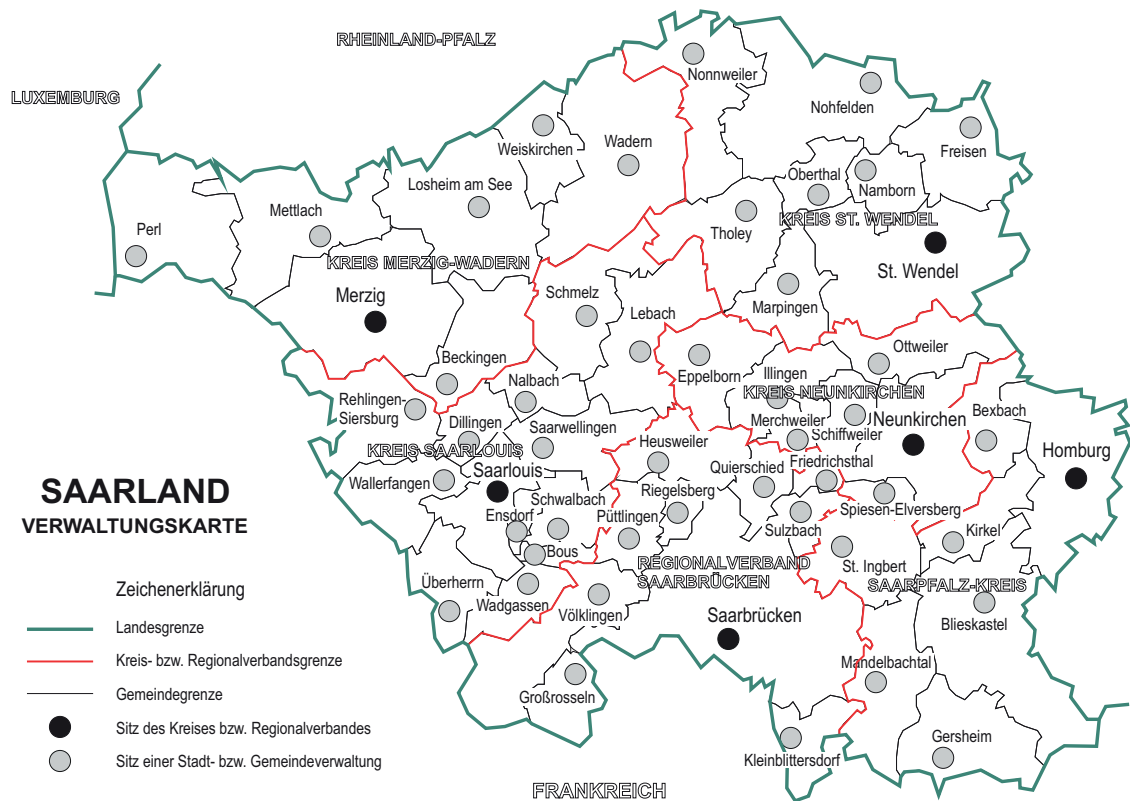 RHEINLAND-PFALZ
LUXEMBURG
Nonnweiler
Nohfelden
Freisen
Weiskirchen
Wadern
Oberthal
Namborn
Losheim am See
Mettlach
Perl
Tholey
KREIS ST. WENDEL
KREIS MERZIG-WADERN
St. Wendel
Merzig
Schmelz
Lebach
Marpingen
Beckingen
Ottweiler
Eppelborn
Illingen
Nalbach
KREIS NEUNKIRCHEN
Rehlingen-
Siersburg
Dillingen
Saarwellingen
Merchweiler
Schiffweiler
Neunkirchen
Bexbach
KREIS SAARLOUIS
Heusweiler
Homburg
Wallerfangen
Saarlouis
Quierschied
Friedrichsthal
SAARLAND
VERWALTUNGSKARTE
Schwalbach
Riegelsberg
Ensdorf
Püttlingen
Spiesen-Elversberg
Sulzbach
Kirkel
Bous
REGIONALVERBAND
SAARBRÜCKEN
St. Ingbert
SAARPFALZ-KREIS
Überherrn
Wadgassen
Völklingen
Saarbrücken
Blieskastel
Mandelbachtal
Großrosseln
Kleinblittersdorf
Gersheim
FRANKREICH
Zeichenerklärung
Landesgrenze
Kreis- bzw. Regionalverbandsgrenze
Gemeindegrenze
Sitz des Kreises bzw. Regionalverbandes
Sitz einer Stadt- bzw. Gemeindeverwaltung